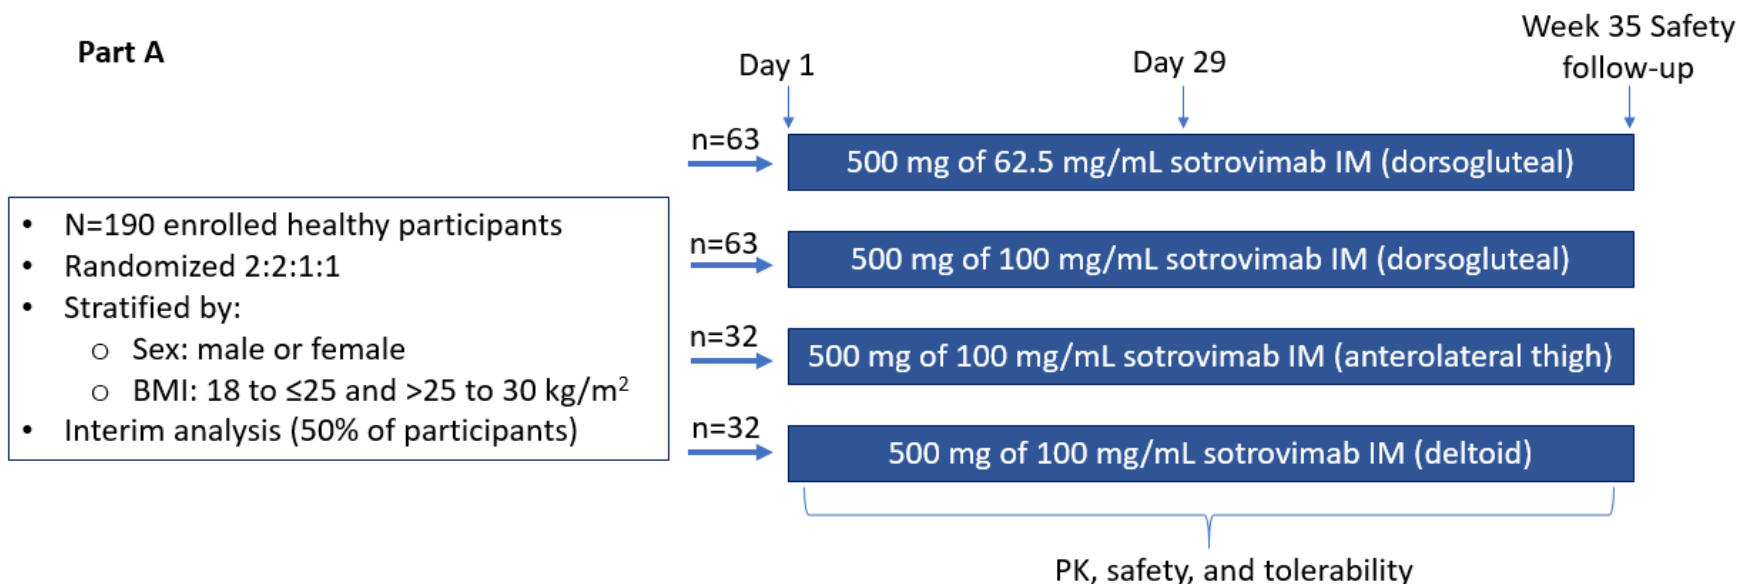 Part A
Day 1
Day 29
Week 35 Safety
follow-up
• N=190 enrolled healthy participants
• Randomized 2:2:1:1
• Stratified by:
o Sex: male or female
o BMI: 18 to ≤25 and >25 to 30 kg/m²
• Interim analysis (50% of participants)
n=63
500 mg of 62.5 mg/mL sotrovimab IM (dorsogluteal)
n=63
500 mg of 100 mg/mL sotrovimab IM (dorsogluteal)
n=32
500 mg of 100 mg/mL sotrovimab IM (anterolateral thigh)
n=32
500 mg of 100 mg/mL sotrovimab IM (deltoid)
PK, safety, and tolerability